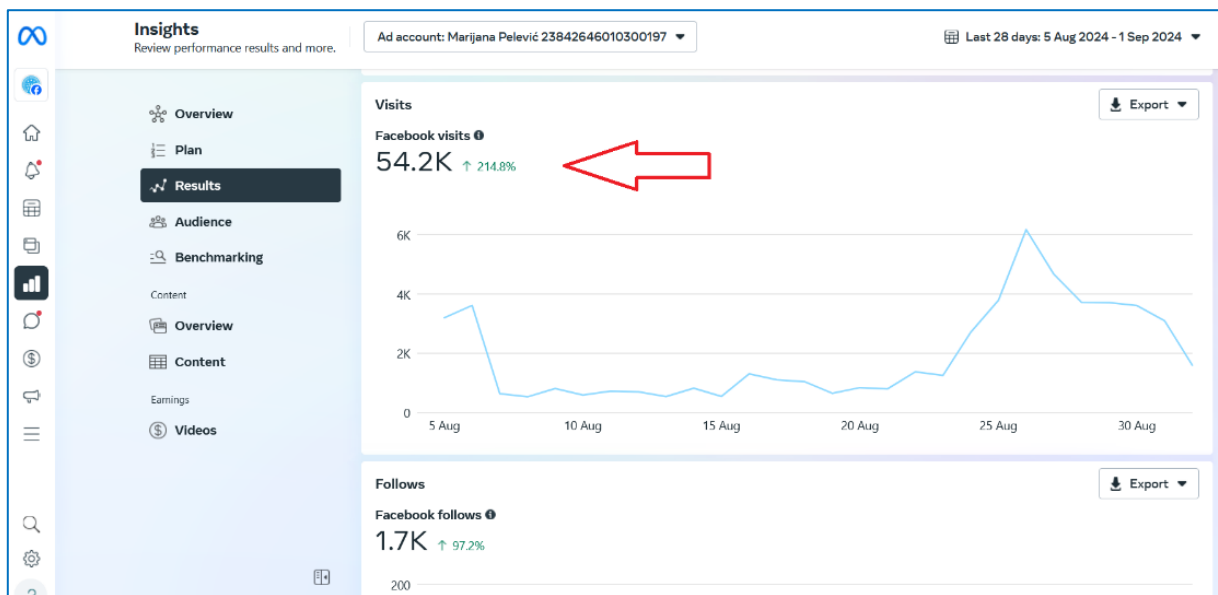 Insights
Review performance results and more.
Ad account: Marijana Pelević 23842646010300197
Last 28 days: 5 Aug 2024 - 1 Sep 2024
Overview
Plan
Results
Audience
Benchmarking
Content
Overview
Content
Earnings
Videos
Visits
Export
Facebook visits
54.2K ↑ 214.8%
6K
4K
2K
0
5 Aug 10 Aug 15 Aug 20 Aug 25 Aug 30 Aug
Follows
Export
Facebook follows
1.7K ↑ 97.2%
200